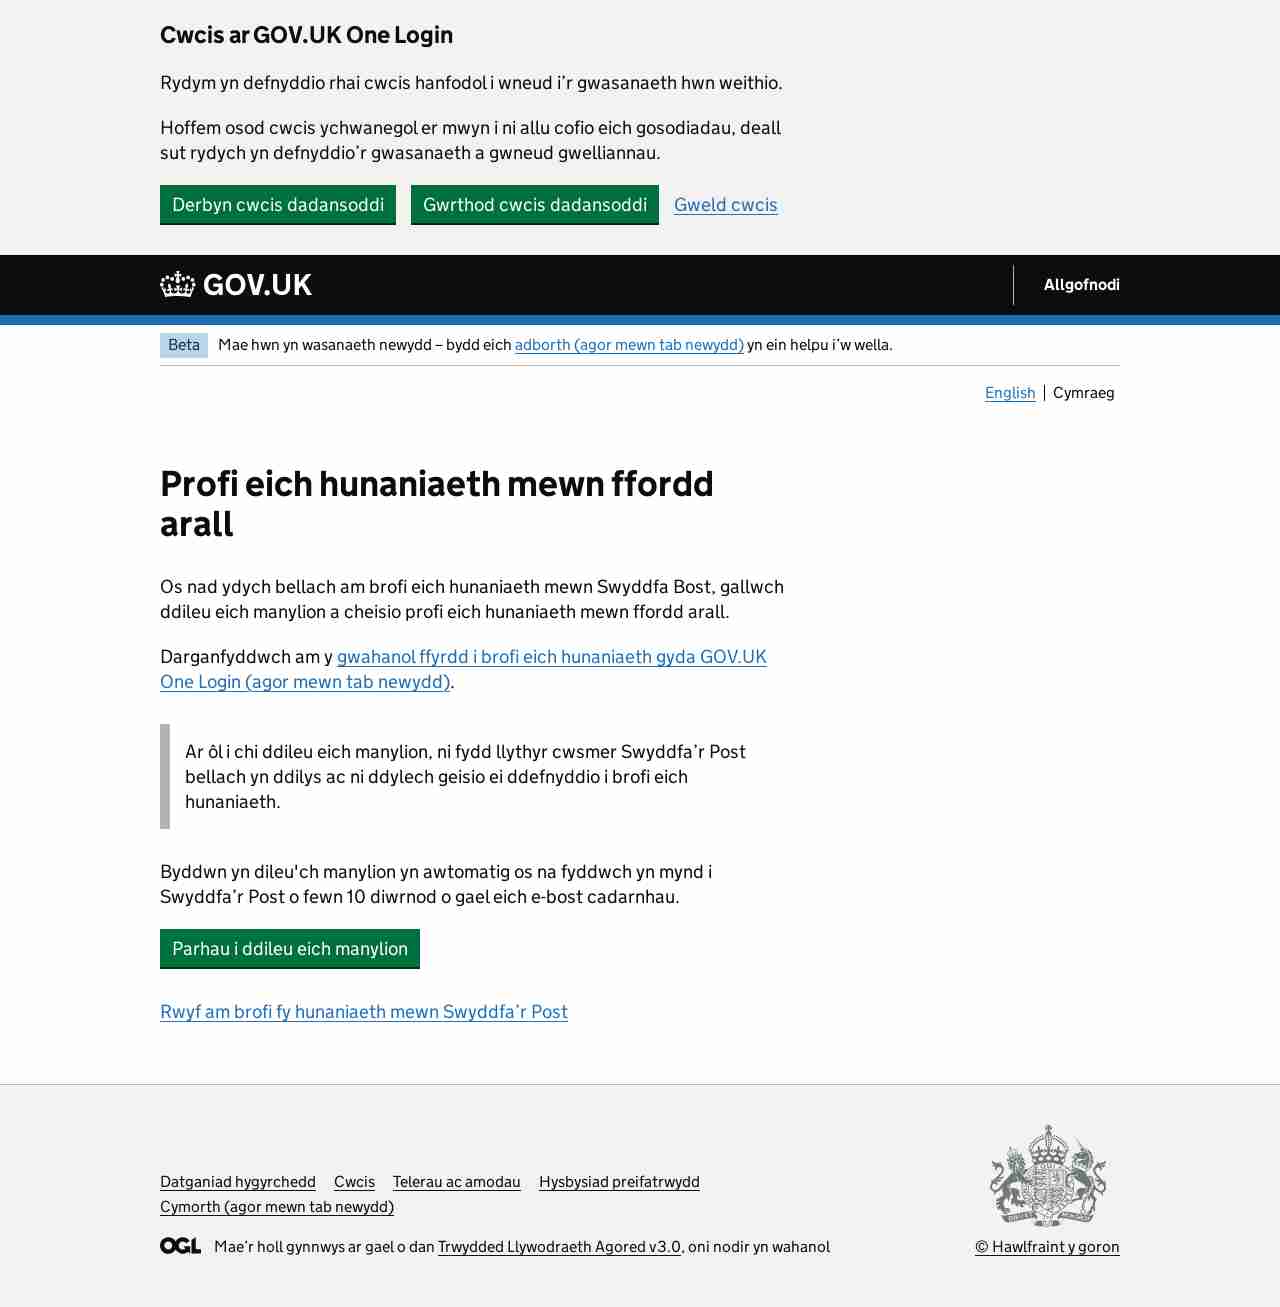 Cwcis ar GOV.UK One Login
Rydym yn defnyddio rhai cwcis hanfodol i wneud i’r gwasanaeth hwn weithio.
Hoffem osod cwcis ychwanegol er mwyn i ni allu cofio eich gosodiadau, deall
sut rydych yn defnyddio’r gwasanaeth a gwneud gwelliannau.
Derbyn cwcis dadansoddi Gwrthod cwcis dadansoddi Gweld cwcis
GOV.UK Allgofnodi
Beta Mae hwn yn wasanaeth newydd – bydd eich adborth (agor mewn tab newydd) yn ein helpu i’w wella.
English Cymraeg
Profi eich hunaniaeth mewn ffordd
arall
Os nad ydych bellach am brofi eich hunaniaeth mewn Swyddfa Bost, gallwch
ddileu eich manylion a cheisio profi eich hunaniaeth mewn ffordd arall.
Darganfyddwch am y gwahanol ffyrdd i brofi eich hunaniaeth gyda GOV.UK
One Login (agor mewn tab newydd).
Ar ôl i chi ddileu eich manylion, ni fydd llythyr cwsmer Swyddfa’r Post
bellach yn ddilys ac ni ddylech geisio ei ddefnyddio i brofi eich
hunaniaeth.
Byddwn yn dileu'ch manylion yn awtomatig os na fyddwch yn mynd i
Swyddfa’r Post o fewn 10 diwrnod o gael eich e-bost cadarnhau.
Parhau i ddileu eich manylion
Rwyf am brofi fy hunaniaeth mewn Swyddfa’r Post
Datganiad hygyrchedd Cwcis Telerau ac amodau Hysbysiad preifatrwydd
Cymorth (agor mewn tab newydd)
OGL Mae’r holl gynnwys ar gael o dan Trwydded Llywodraeth Agored v3.0, oni nodir yn wahanol
© Hawlfraint y goron